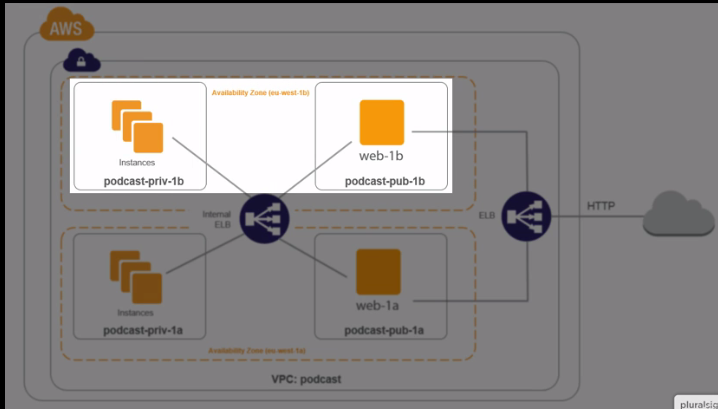 AWS
Availability Zone (eu-west-1b)
Instances
web-1b
podcast-priv-1b
podcast-pub-1b
Internal
ELB
ELB
HTTP
Instances
web-1a
podcast-priv-1a
podcast-pub-1a
Availability Zone (eu-west-1a)
VPC: podcast
pluralsig